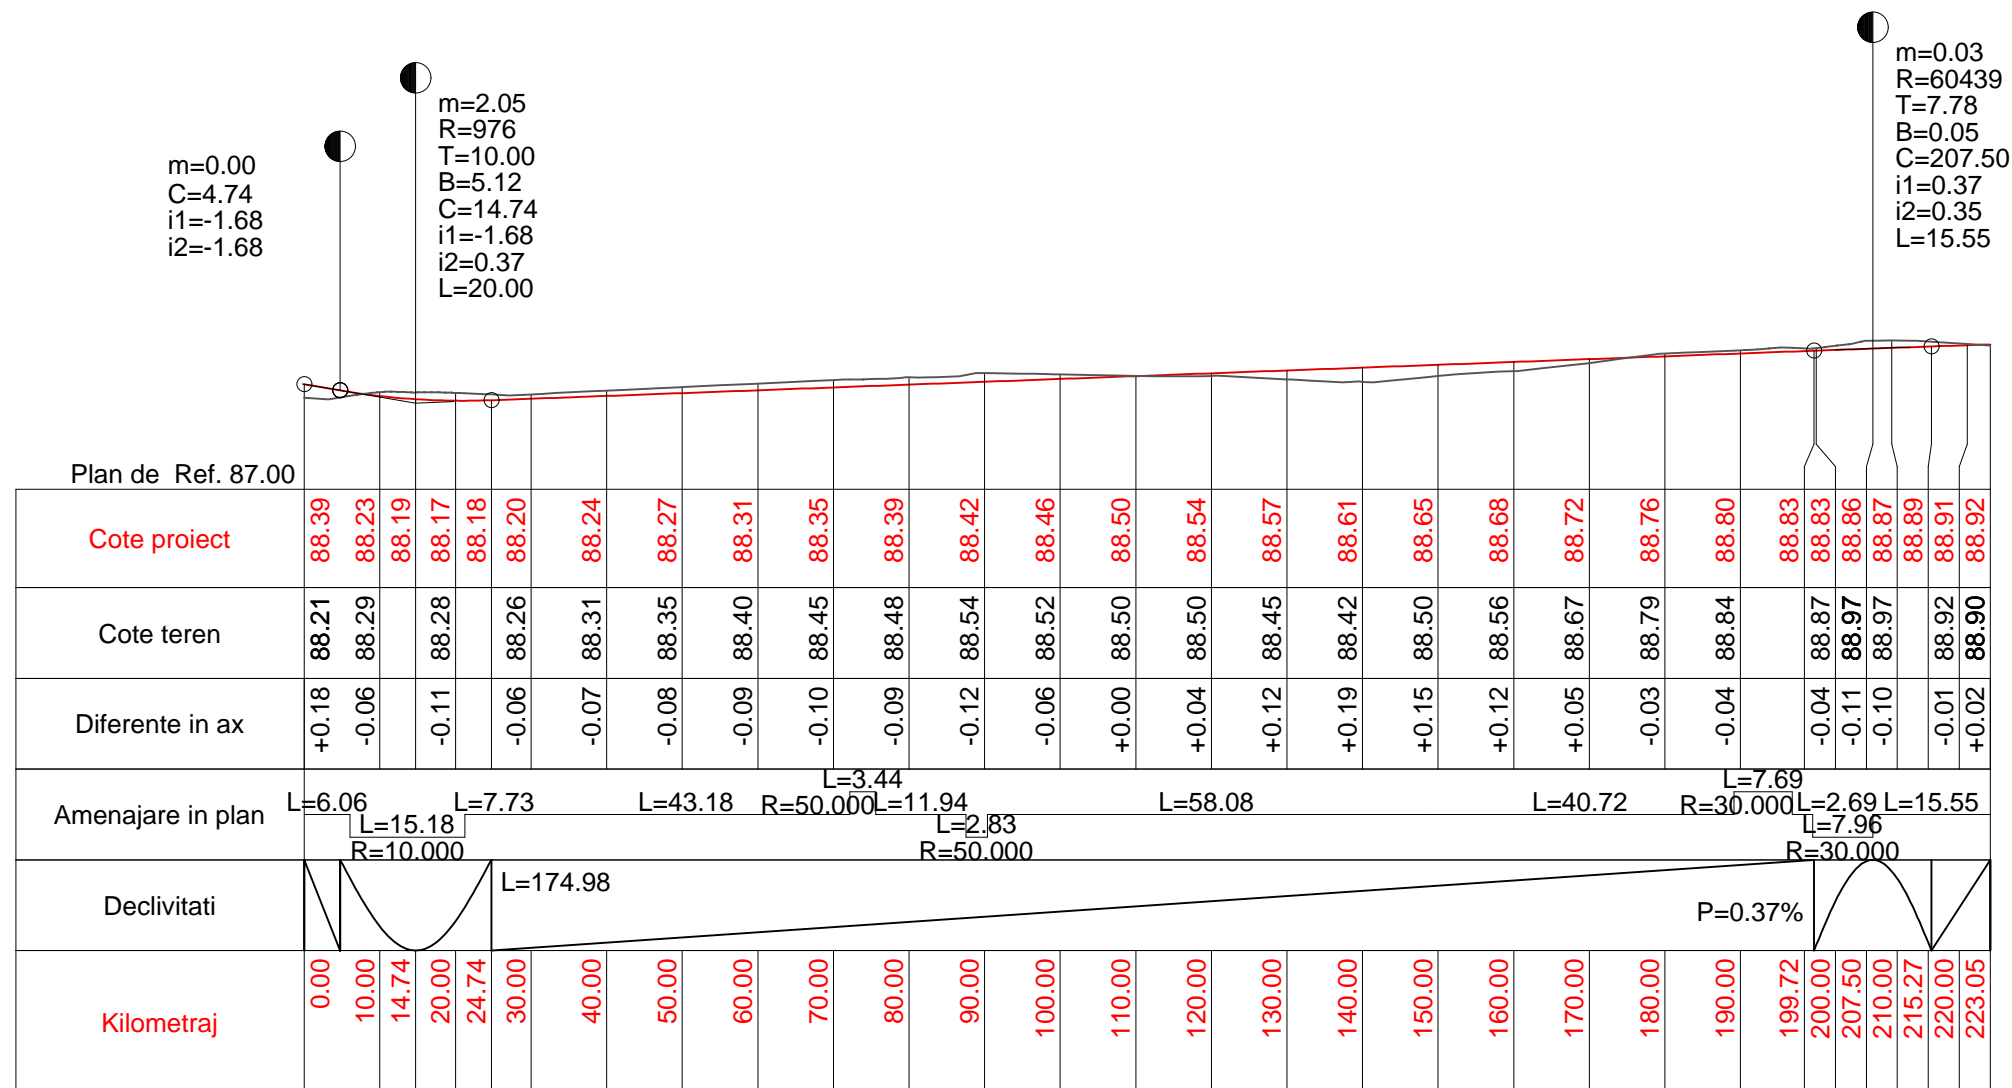 m=0.00
C=4.74
i1=-1.68
i2=-1.68
m=2.05
R=976
T=10.00
B=5.12
C=14.74
i1=-1.68
i2=0.37
L=20.00
m=0.03
R=60439
T=7.78
B=0.05
C=207.50
i1=0.37
i2=0.35
L=15.55
Plan de Ref. 87.00
Cote proiect
88.39
88.23
88.19
88.17
88.18
88.20
88.24
88.27
88.31
88.35
88.39
88.42
88.46
88.50
88.54
88.57
88.61
88.65
88.68
88.72
88.76
88.80
88.83
88.83
88.86
88.87
88.89
88.91
88.92
Cote teren
88.21
88.29
88.28
88.26
88.31
88.35
88.40
88.45
88.48
88.54
88.52
88.50
88.50
88.45
88.42
88.50
88.56
88.67
88.79
88.84
88.87
88.97
88.97
88.92
88.90
Diferente in ax
+0.18
-0.06
-0.11
-0.06
-0.07
-0.08
-0.09
-0.10
-0.09
-0.12
-0.06
+0.00
+0.04
+0.12
+0.19
+0.15
+0.12
+0.05
-0.03
-0.04
-0.04
-0.11
-0.10
-0.01
+0.02
Amenajare in plan
L=6.06
L=15.18
R=10.000
L=7.73
L=43.18
L=3.44
R=50.000
L=11.94
L=2.83
R=50.000
L=58.08
L=40.72
L=7.69
R=30.000
L=2.69
L=7.96
R=30.000
L=15.55
Declivitati
L=174.98
P=0.37%
Kilometraj
0.00
10.00
14.74
20.00
24.74
30.00
40.00
50.00
60.00
70.00
80.00
90.00
100.00
110.00
120.00
130.00
140.00
150.00
160.00
170.00
180.00
190.00
199.72
200.00
207.50
210.00
215.27
220.00
223.05